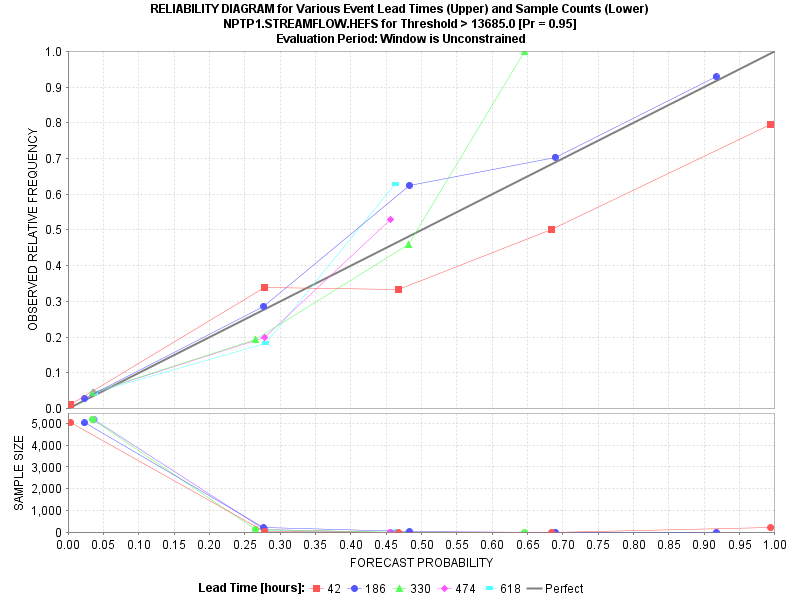 RELIABILITY DIAGRAM for Various Event Lead Times (Upper) and Sample Counts (Lower)
NPTP1.STREAMFLOW.HEFS for Threshold > 13685.0 [Pr = 0.95]
Evaluation Period: Window is Unconstrained
OBSERVED RELATIVE FREQUENCY
1.0
0.9
0.8
0.7
0.6
0.5
0.4
0.3
0.2
0.1
0.0
SAMPLE SIZE
5,000
4,000
3,000
2,000
1,000
0
0.00 0.05 0.10 0.15 0.20 0.25 0.30 0.35 0.40 0.45 0.50 0.55 0.60 0.65 0.70 0.75 0.80 0.85 0.90 0.95 1.00
FORECAST PROBABILITY
Lead Time [hours]: 42 186 330 474 618 Perfect